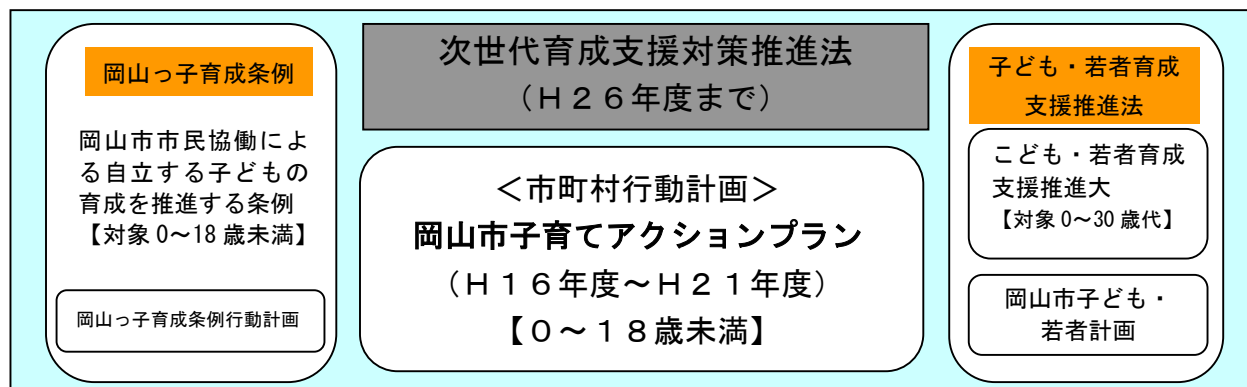 岡山っ子育成条例
岡山市市民協働によ
る自立する子どもの
育成を推進する条例
【対象 0～18 歳未満】
岡山っ子育成条例行動計画
次世代育成支援対策推進法
（Ｈ２６年度まで）
＜市町村行動計画＞
岡山市子育てアクションプラン
（Ｈ１６年度～Ｈ２１年度）
【０～１８歳未満】
子ども・若者育成
支援推進法
こども・若者育成
支援推進大
【対象 0～30 歳代】
岡山市子ども・
若者計画